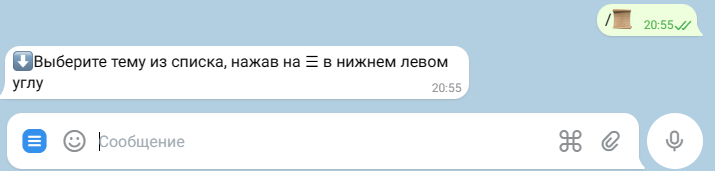 /📜 20:55
⬇️Выберите тему из списка, нажав на ☰ в нижнем левом
углу
20:55
Сообщение